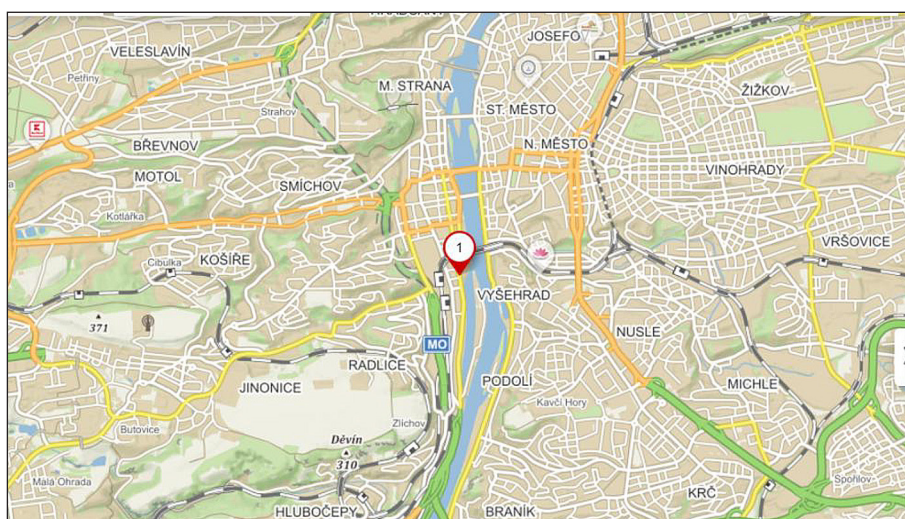 VELESLAVÍN
JOSEFO
Petřiny
M. STRANA
ŽIŽKOV
Strahov
ST. MĚSTO
BŘEVNOV
N. MĚSTO
MOTOL
SMÍCHOV
VINOHRADY
Kotlářka
1
VRŠOVICE
KOŠÍŘE
Cibulka
VYŠEHRAD
371
NUSLE
MO
RADLICE
JINONICE
PODOLÍ
MICHLE
Kavčí Hory
Butovice
Zlíchov
Děvín
310
Malá Ohrada
Spořilov
KRČ
HLUBOČEPY
BRANÍK